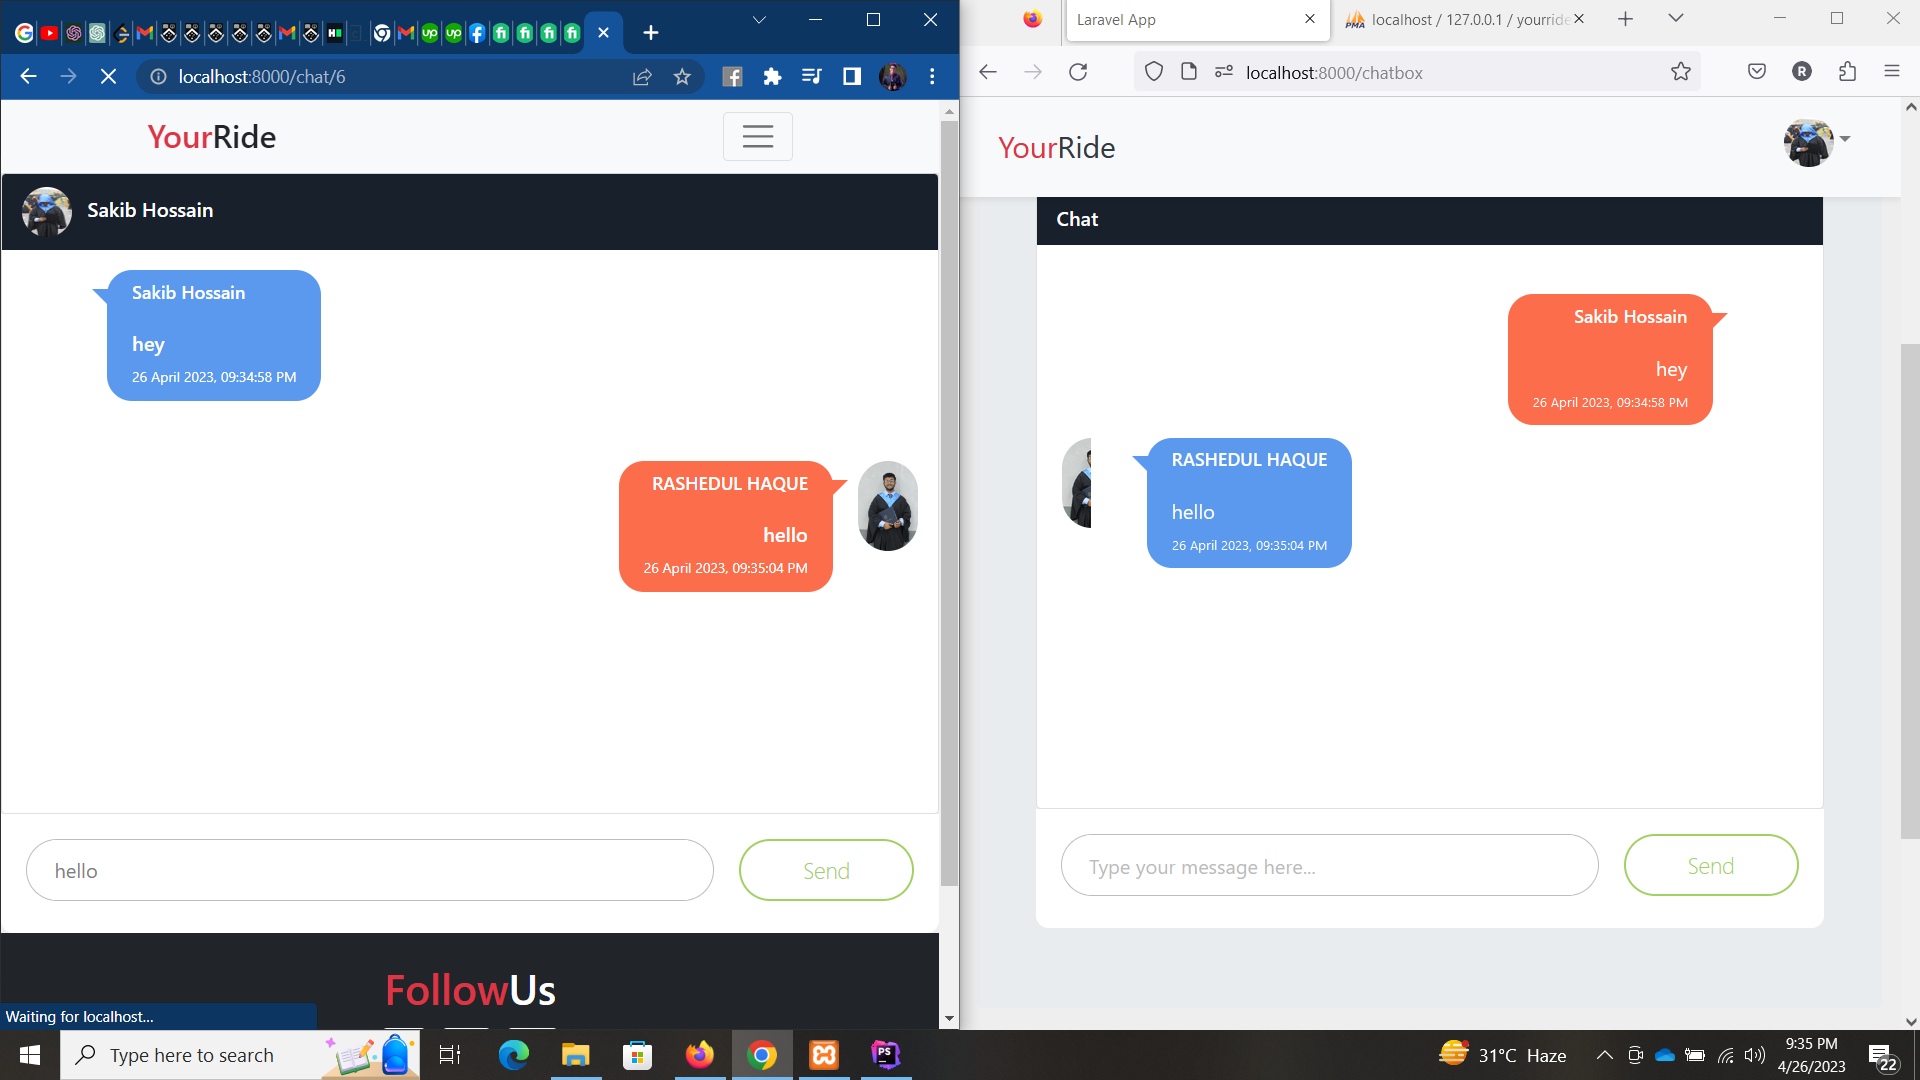 localhost:8000/chat/6
YourRide
Sakib Hossain
Sakib Hossain
hey
26 April 2023, 09:34:58 PM
RASHEDUL HAQUE
hello
26 April 2023, 09:35:04 PM
hello
Send
FollowUs
Waiting for localhost...
Laravel App
localhost / 127.0.0.1 / yourride
localhost:8000/chatbox
R
YourRide
Chat
Sakib Hossain
hey
26 April 2023, 09:34:58 PM
RASHEDUL HAQUE
hello
26 April 2023, 09:35:04 PM
Type your message here...
Send
Type here to search
PS
31°C Haze
9:35 PM
4/26/2023
22